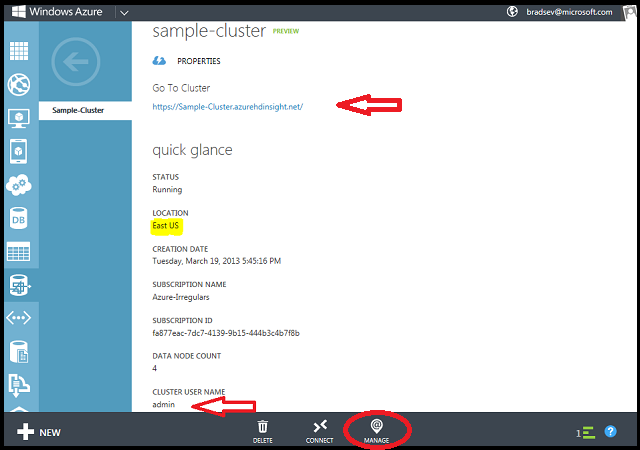 Windows Azure
bradsev@microsoft.com
sample-cluster PREVIEW
PROPERTIES
Go To Cluster
Sample-Cluster
https://Sample-Cluster.azurehdinsight.net/
quick glance
STATUS
Running
LOCATION
East US
DB
CREATION DATE
Tuesday, March 19, 2013 5:45:16 PM
SUBSCRIPTION NAME
Azure-Irregulars
SUBSCRIPTION ID
fa877eac-7dc7-4139-9b15-444b3c4b7f8b
DATA NODE COUNT
4
CLUSTER USER NAME
admin
NEW
DELETE
CONNECT
MANAGE
1
?